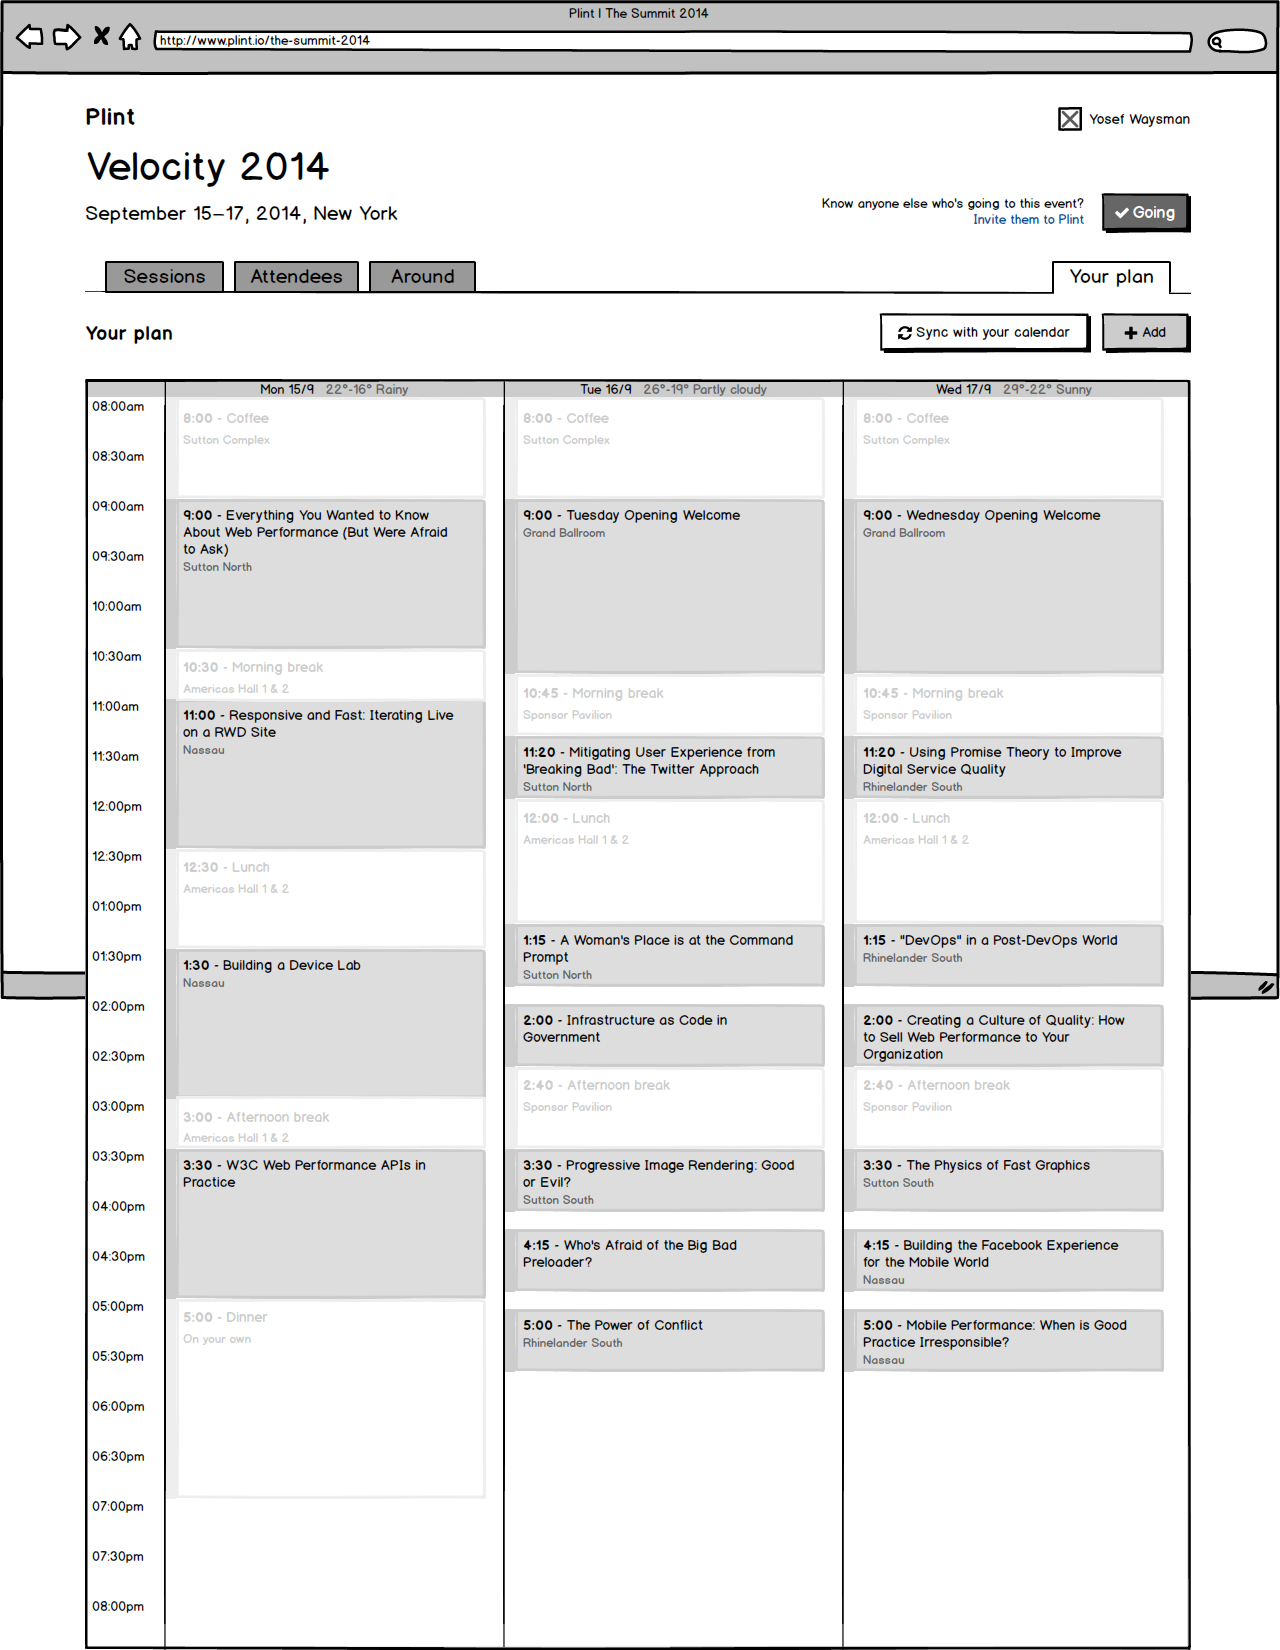 Plint | The Summit 2014
http://www.plint.io/the-summit-2014
Plint
Yosef Waysman
Velocity 2014
September 15–17, 2014, New York
Know anyone else who's going to this event?
Invite them to Plint
Going
Sessions
Attendees
Around
Your plan
Your plan
Sync with your calendar
Add
Mon 15/9 22°-16° Rainy
Tue 16/9 26°-19° Partly cloudy
Wed 17/9 29°-22° Sunny
08:00am
08:30am
09:00am
09:30am
10:00am
10:30am
11:00am
11:30am
12:00pm
12:30pm
01:00pm
01:30pm
02:00pm
02:30pm
03:00pm
03:30pm
04:00pm
04:30pm
05:00pm
05:30pm
06:00pm
06:30pm
07:00pm
07:30pm
08:00pm
8:00 - Coffee
Sutton Complex
9:00 - Everything You Wanted to Know
About Web Performance (But Were Afraid
to Ask)
Sutton North
10:30 - Morning break
Americas Hall 1 & 2
11:00 - Responsive and Fast: Iterating Live
on a RWD Site
Nassau
12:30 - Lunch
Americas Hall 1 & 2
1:30 - Building a Device Lab
Nassau
3:00 - Afternoon break
Americas Hall 1 & 2
3:30 - W3C Web Performance APIs in
Practice
5:00 - Dinner
On your own
8:00 - Coffee
Sutton Complex
9:00 - Tuesday Opening Welcome
Grand Ballroom
10:45 - Morning break
Sponsor Pavilion
11:20 - Mitigating User Experience from
'Breaking Bad': The Twitter Approach
Sutton North
12:00 - Lunch
Americas Hall 1 & 2
1:15 - A Woman's Place is at the Command
Prompt
Sutton North
2:00 - Infrastructure as Code in
Government
2:40 - Afternoon break
Sponsor Pavilion
3:30 - Progressive Image Rendering: Good
or Evil?
Sutton South
4:15 - Who's Afraid of the Big Bad
Preloader?
5:00 - The Power of Conflict
Rhinelander South
8:00 - Coffee
Sutton Complex
9:00 - Wednesday Opening Welcome
Grand Ballroom
10:45 - Morning break
Sponsor Pavilion
11:20 - Using Promise Theory to Improve
Digital Service Quality
Rhinelander South
12:00 - Lunch
Americas Hall 1 & 2
1:15 - "DevOps" in a Post-DevOps World
Rhinelander South
2:00 - Creating a Culture of Quality: How
to Sell Web Performance to Your
Organization
2:40 - Afternoon break
Sponsor Pavilion
3:30 - The Physics of Fast Graphics
Sutton South
4:15 - Building the Facebook Experience
for the Mobile World
Nassau
5:00 - Mobile Performance: When is Good
Practice Irresponsible?
Nassau